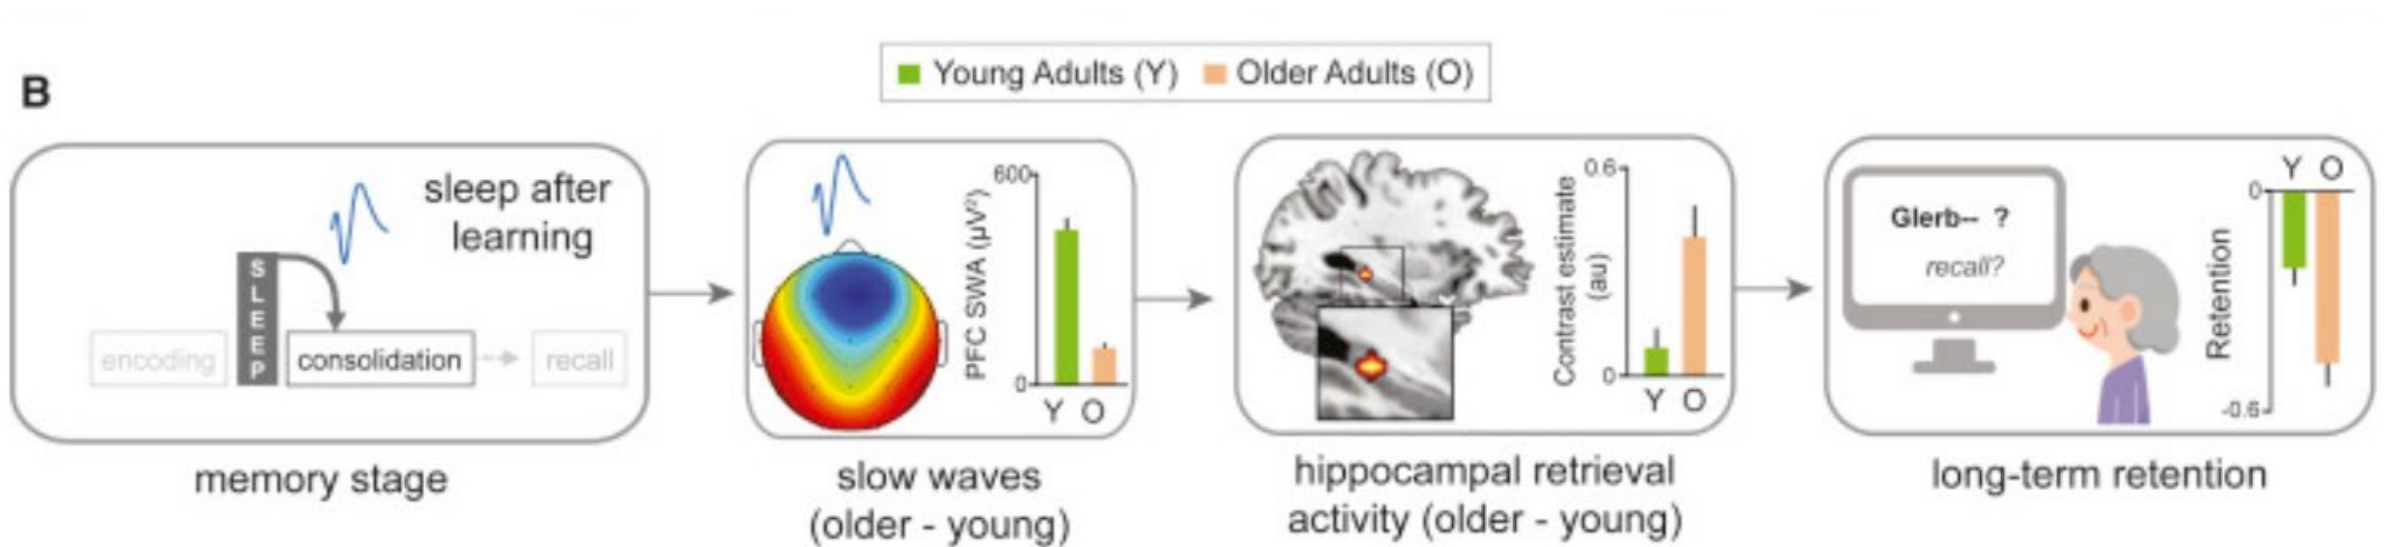 B
Young Adults (Y) Older Adults (O)
sleep after
learning
SLEEP
encoding
consolidation
recall
memory stage
600
PFC SWA (µV²)
0
Y O
slow waves
(older - young)
0.6
Contrast estimate
(au)
0
Y O
hippocampal retrieval
activity (older - young)
Glerb-- ?
recall?
Y O
0
Retention
-0.6
long-term retention